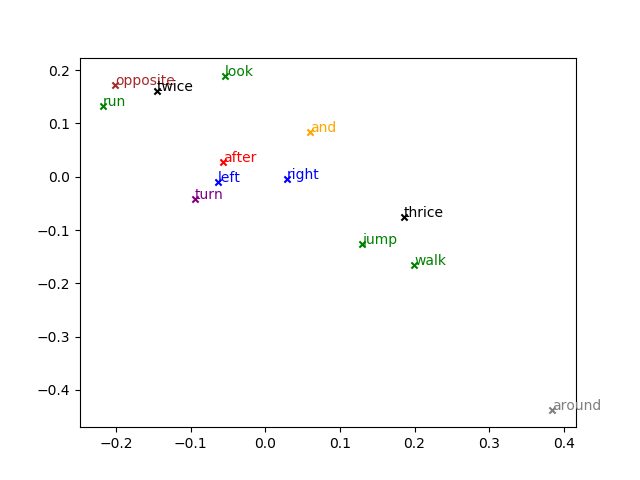 0.2
0.1
0.0
−0.1
−0.2
−0.3
−0.4
look
opposite
twice
run
and
after
right
left
turn
thrice
jump
walk
around
−0.2 −0.1 0.0 0.1 0.2 0.3 0.4